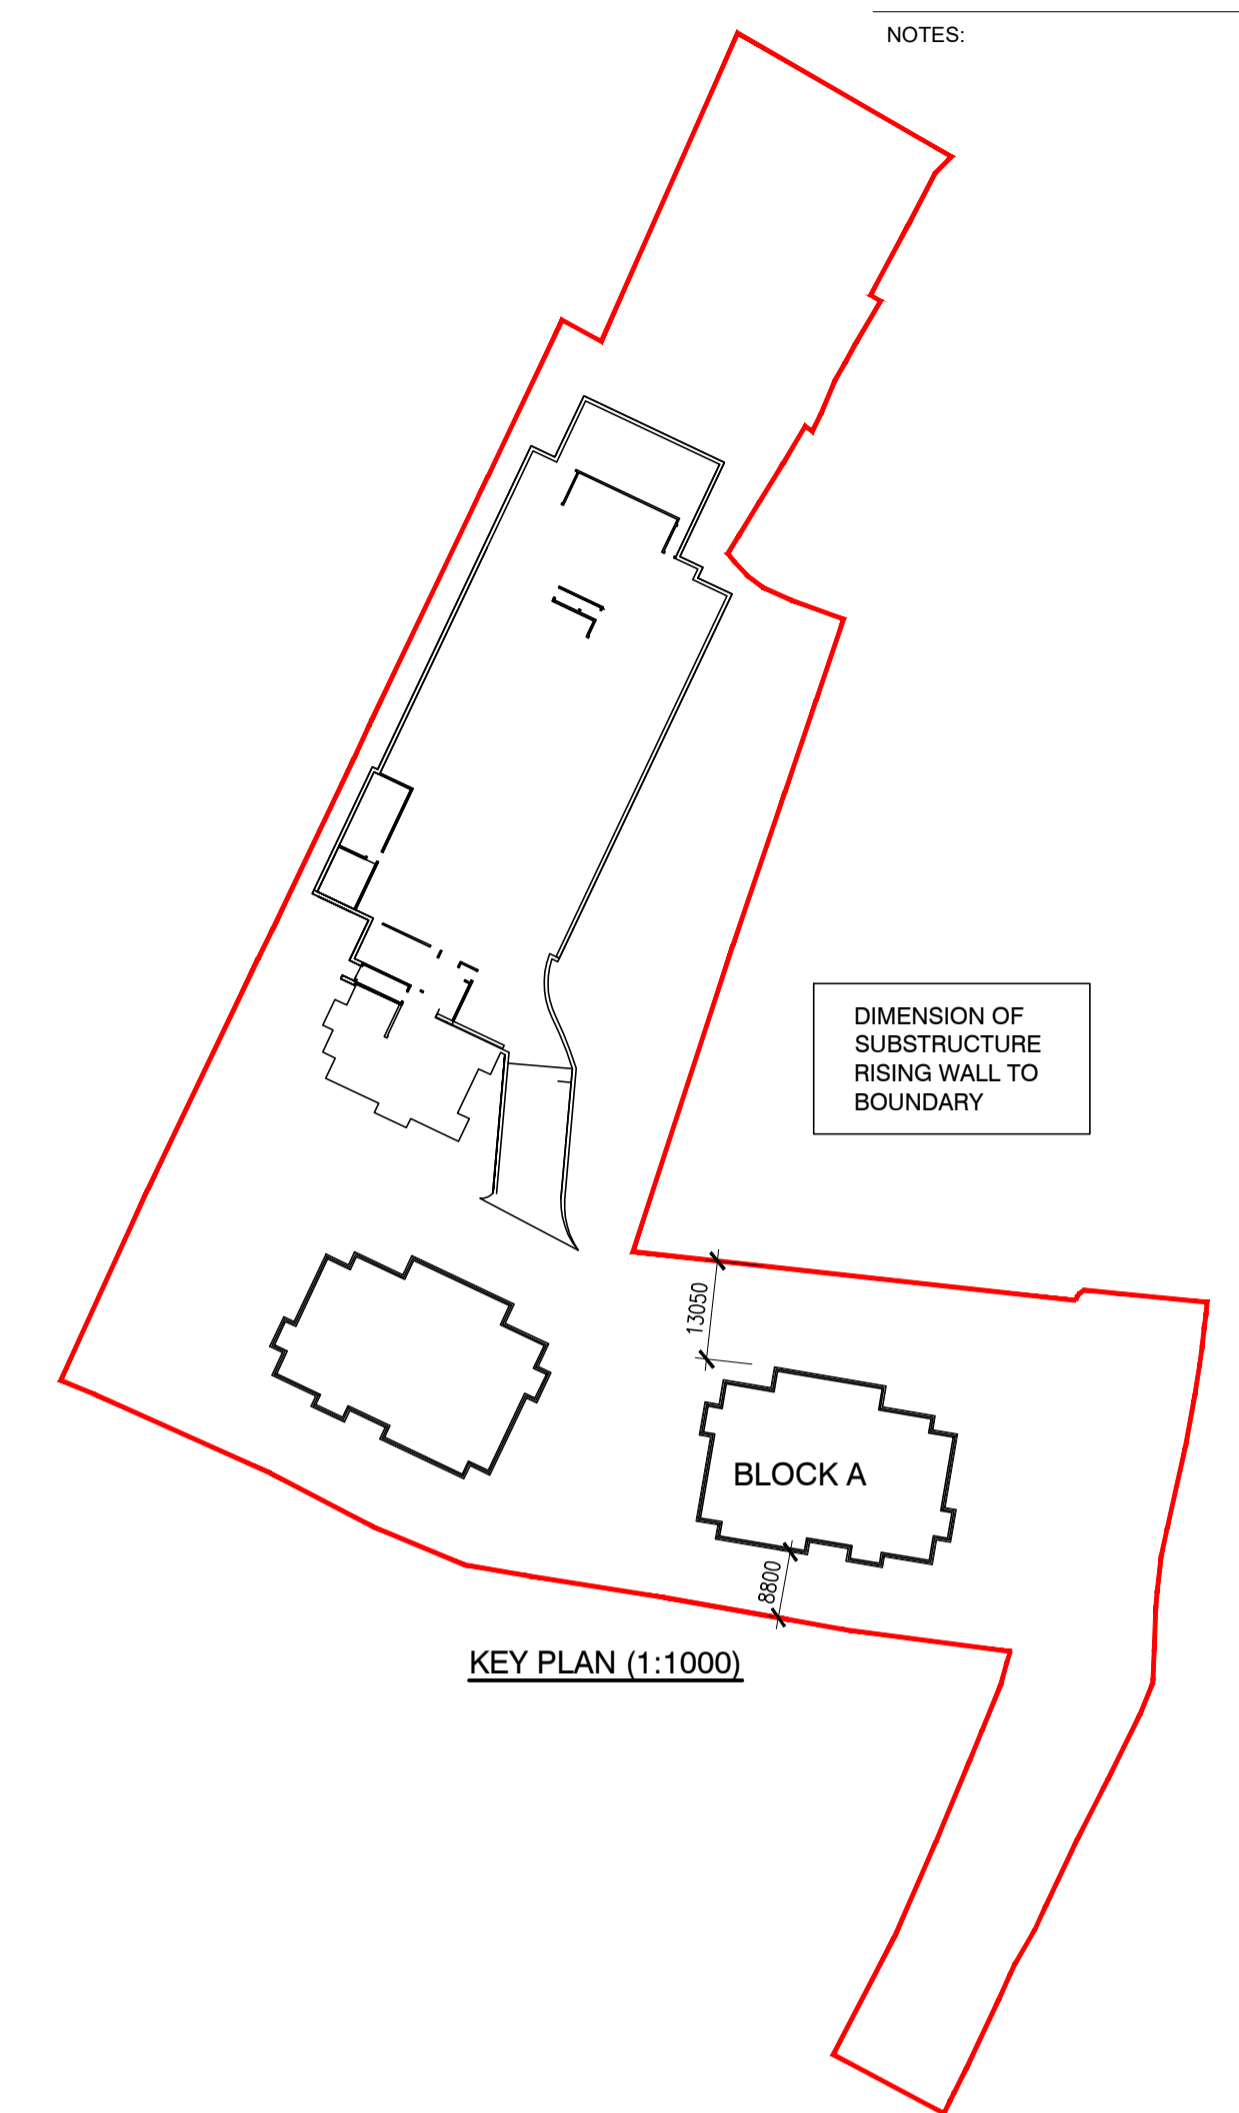 NOTES:
DIMENSION OF
SUBSTRUCTURE
RISING WALL TO
BOUNDARY
13050
BLOCK A
8800
KEY PLAN (1:1000)